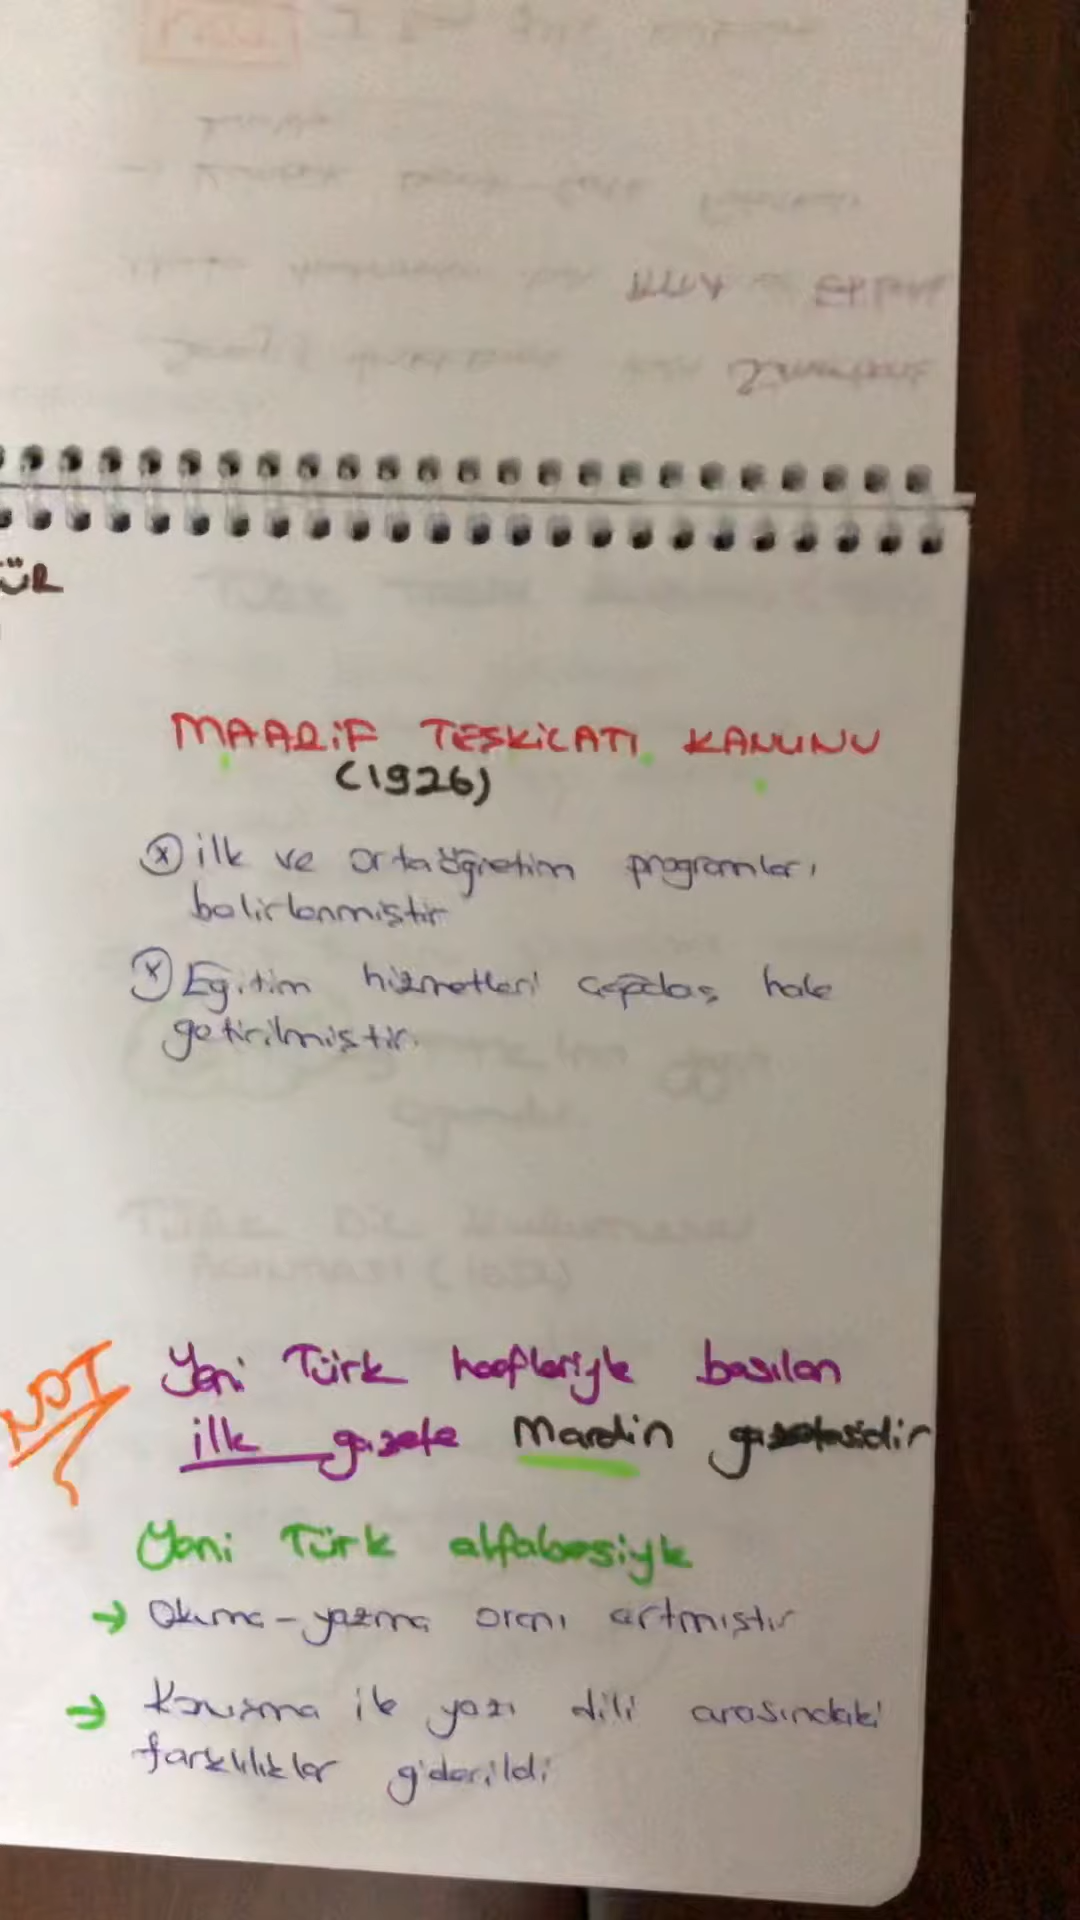 ÜR
MAARİF TEŞKİLATI KANUNU
(1926)
ⓧ ilk ve ortaöğretim programları
belirlenmiştir
ⓧ Eğitim hizmetleri çağdaş hale
getirilmiştir.
NOT Yeni Türk harfleriyle basılan
ilk gazete Mardin gazetesidir
Yeni Türk alfabesiyle
→ Okuma-yazma oranı artmıştır
→ Konuşma ile yazı dili arasındaki
farklılıklar giderildi